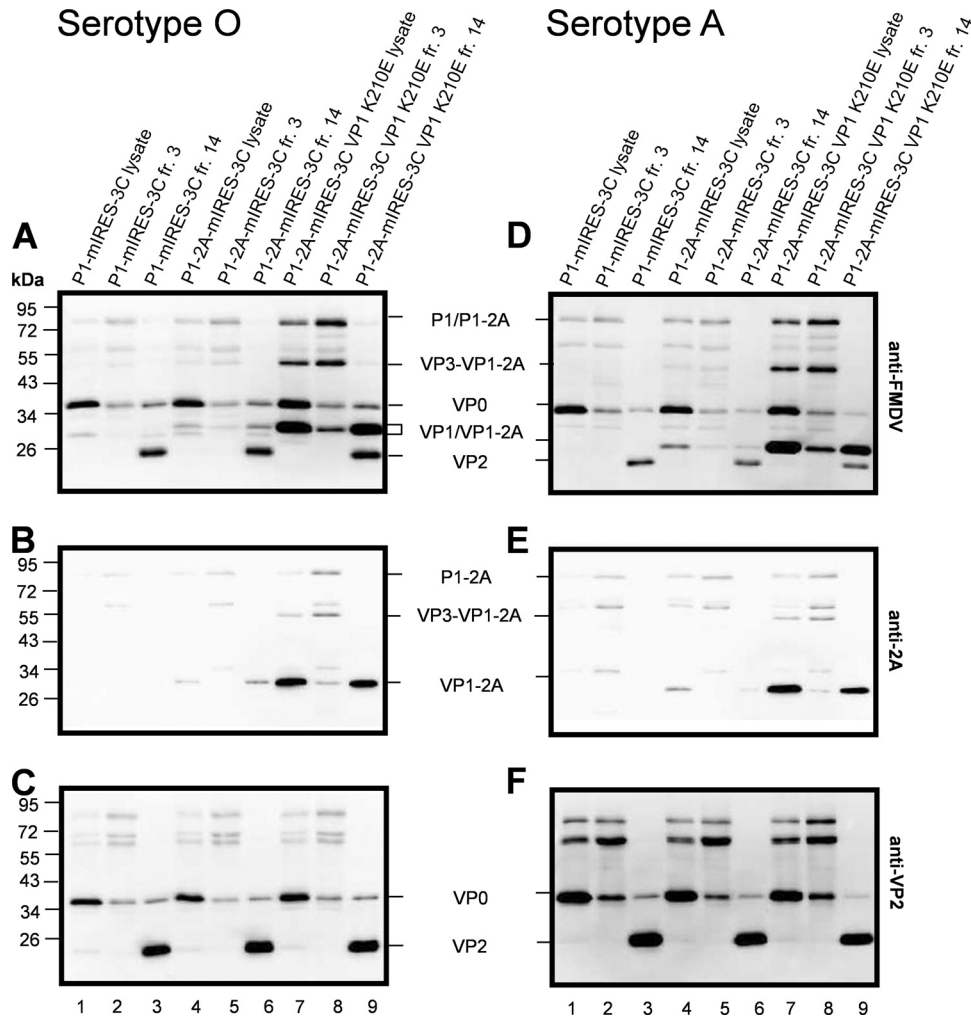 Serotype O
Serotype A
P1-mIRES-3C lysate
P1-mIRES-3C fr. 3
P1-mIRES-3C fr. 14
P1-2A-mIRES-3C lysate
P1-2A-mIRES-3C fr. 3
P1-2A-mIRES-3C fr. 14
P1-2A-mIRES-3C VP1 K210E lysate
P1-2A-mIRES-3C VP1 K210E fr. 3
P1-2A-mIRES-3C VP1 K210E fr. 14
P1-mIRES-3C lysate
P1-mIRES-3C fr. 3
P1-mIRES-3C fr. 14
P1-2A-mIRES-3C lysate
P1-2A-mIRES-3C fr. 3
P1-2A-mIRES-3C fr. 14
P1-2A-mIRES-3C VP1 K210E lysate
P1-2A-mIRES-3C VP1 K210E fr. 3
P1-2A-mIRES-3C VP1 K210E fr. 14
A
kDa
95
72
55
43
34
26
P1/P1-2A
VP3-VP1-2A
VP0
VP1/VP1-2A
VP2
D
anti-FMDV
B
95
72
55
43
34
26
P1-2A
VP3-VP1-2A
VP1-2A
E
anti-2A
C
95
72
55
43
34
26
VP0
VP2
F
anti-VP2
1 2 3 4 5 6 7 8 9
1 2 3 4 5 6 7 8 9